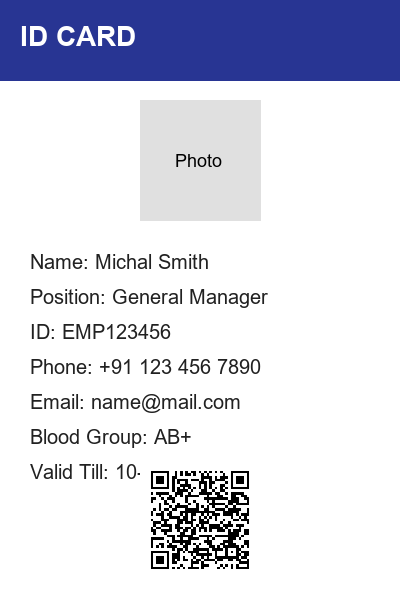 ID CARD
Photo
Name: Michal Smith
Position: General Manager
ID: EMP123456
Phone: +91 123 456 7890
Email: name@mail.com
Blood Group: AB+
Valid Till: 10-